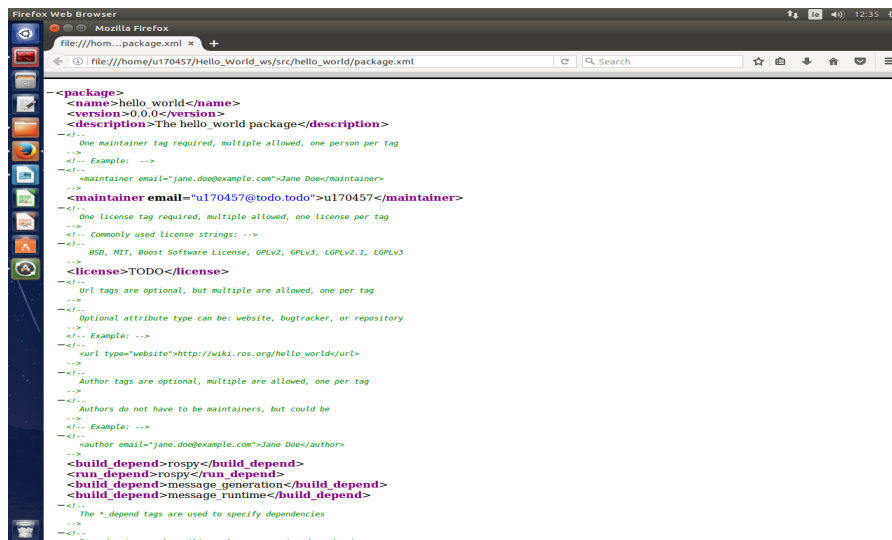 Firefox Web Browser
12:35
Mozilla Firefox
file:///hom...package.xml × +
file:///home/u170457/Hello_World_ws/src/hello_world/package.xml
Search
<package>
<name>hello_world</name>
<version>0.0.0</version>
<description>The hello_world package</description>
<!--
One maintainer tag required, multiple allowed, one person per tag
-->
<!-- Example: -->
<!--
<maintainer email="jane.doe@example.com">Jane Doe</maintainer>
-->
<maintainer email="u170457@todo.todo">u170457</maintainer>
<!--
One license tag required, multiple allowed, one license per tag
-->
<!-- Commonly used license strings: -->
<!--
BSD, MIT, Boost Software License, GPLv2, GPLv3, LGPLv2.1, LGPLv3
-->
<license>TODO</license>
<!--
Url tags are optional, but multiple are allowed, one per tag
-->
<!--
Optional attribute type can be: website, bugtracker, or repository
-->
<!-- Example: -->
<!--
<url type="website">http://wiki.ros.org/hello_world</url>
-->
<!--
Author tags are optional, multiple are allowed, one per tag
-->
<!--
Authors do not have to be maintainers, but could be
-->
<!-- Example: -->
<!--
<author email="jane.doe@example.com">Jane Doe</author>
-->
<build_depend>rospy</build_depend>
<run_depend>rospy</run_depend>
<build_depend>message_generation</build_depend>
<build_depend>message_runtime</build_depend>
<!--
The *_depend tags are used to specify dependencies
-->
<!--